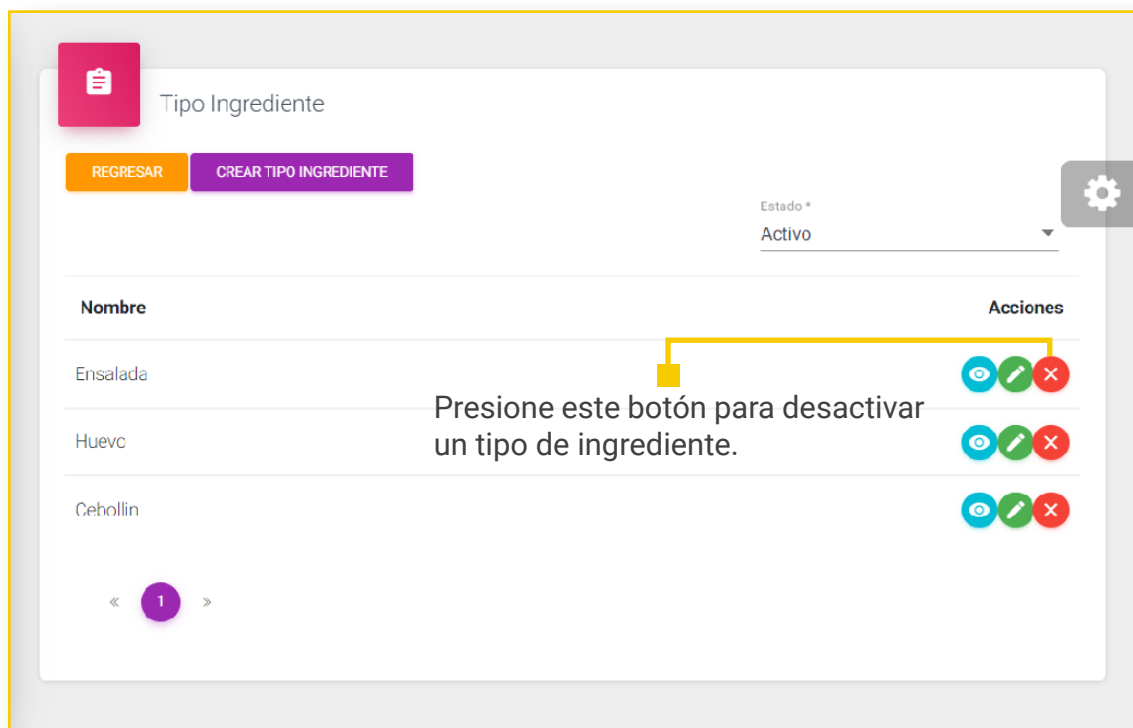 Tipo Ingrediente
REGRESAR
CREAR TIPO INGREDIENTE
Estado *
Activo
Nombre
Acciones
Ensalada
Presione este botón para desactivar
un tipo de ingrediente.
Huevo
Cebollin
« 1 »